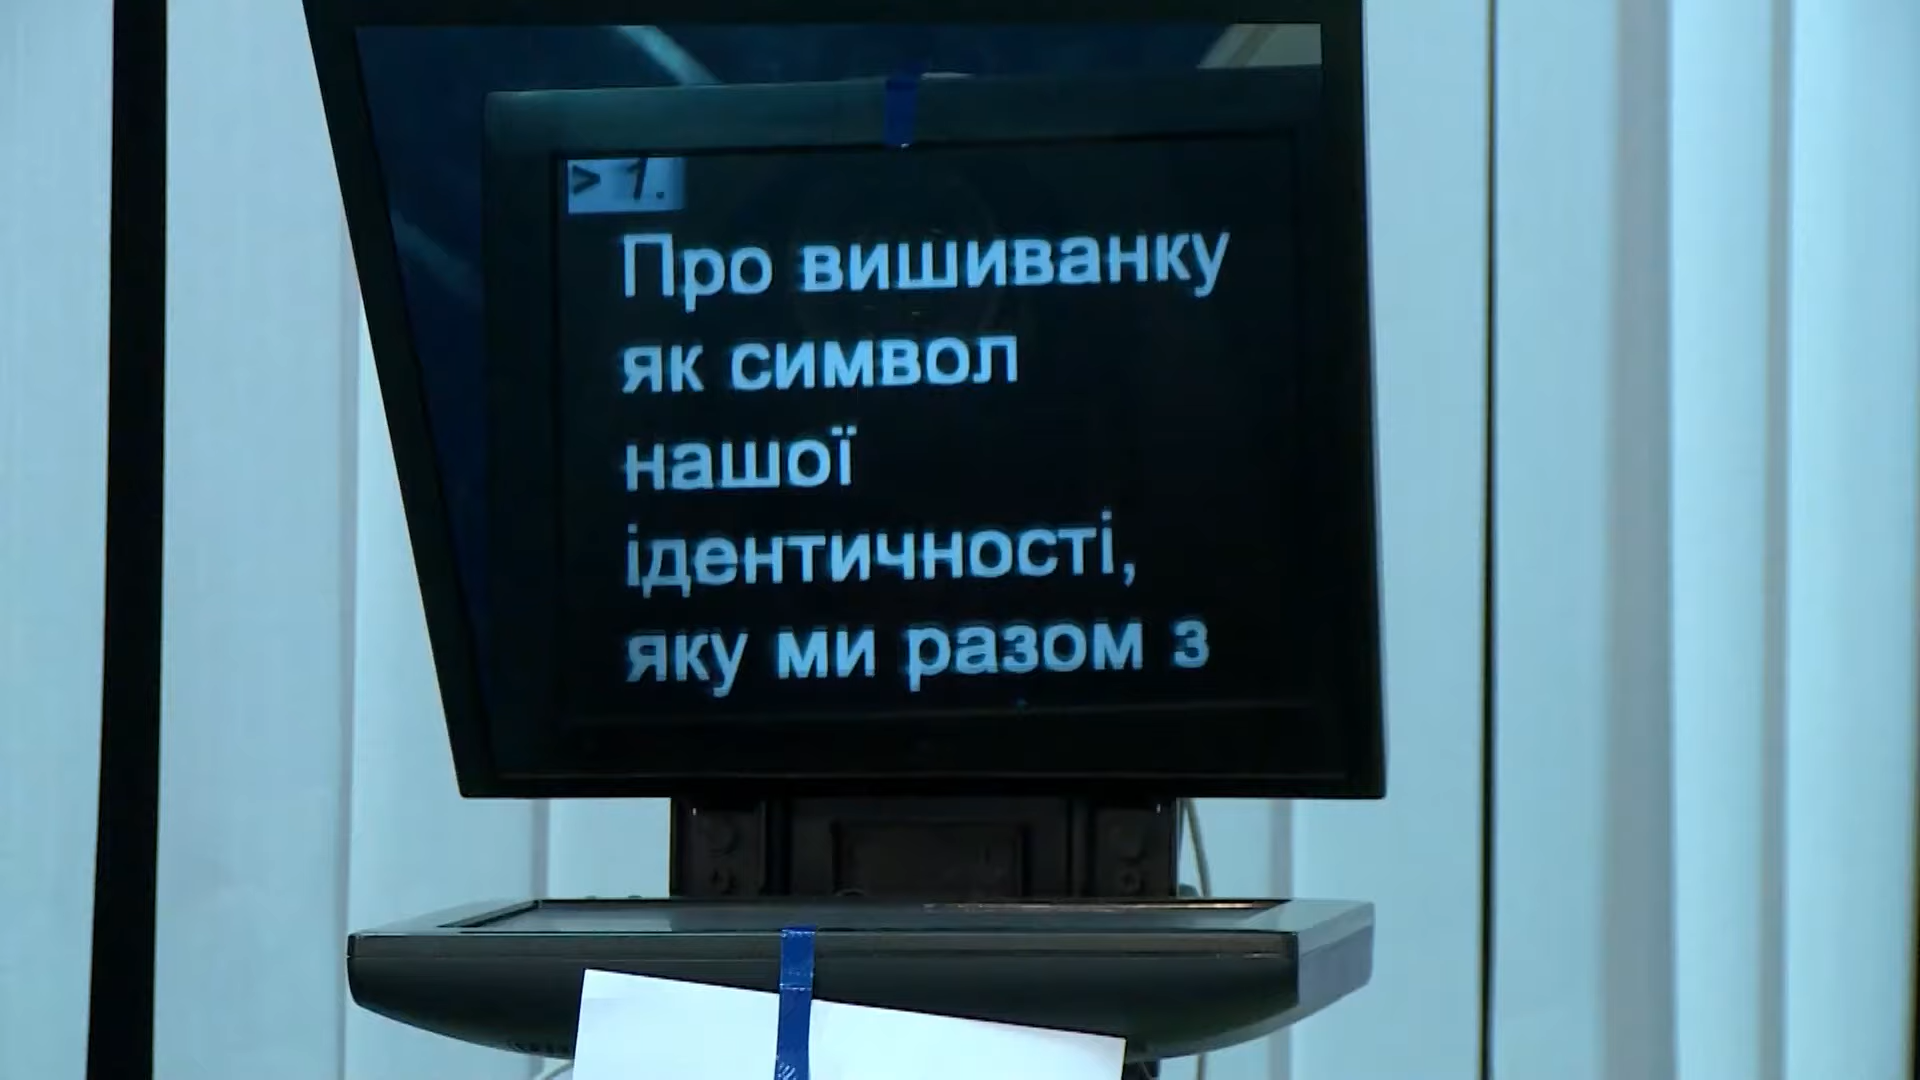 > 1.
Про вишиванку
як символ
нашої
ідентичності,
яку ми разом з